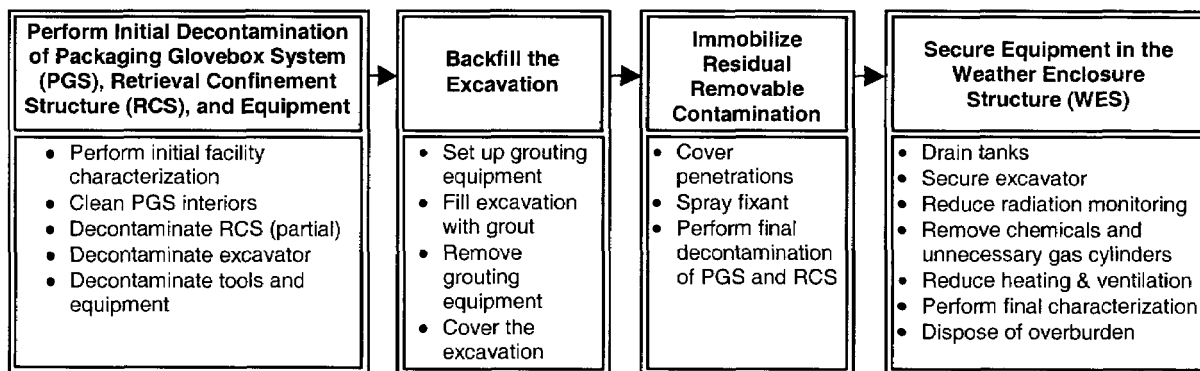 Perform Initial Decontamination
of Packaging Glovebox System
(PGS), Retrieval Confinement
Structure (RCS), and Equipment
• Perform initial facility
characterization
• Clean PGS interiors
• Decontaminate RCS (partial)
• Decontaminate excavator
• Decontaminate tools and
equipment
Backfill the
Excavation
• Set up grouting
equipment
• Fill excavation
with grout
• Remove
grouting
equipment
• Cover the
excavation
Immobilize
Residual
Removable
Contamination
• Cover
penetrations
• Spray fixant
• Perform final
decontamination
of PGS and RCS
Secure Equipment in the
Weather Enclosure
Structure (WES)
• Drain tanks
• Secure excavator
• Reduce radiation monitoring
• Remove chemicals and
unnecessary gas cylinders
• Reduce heating & ventilation
• Perform final characterization
• Dispose of overburden